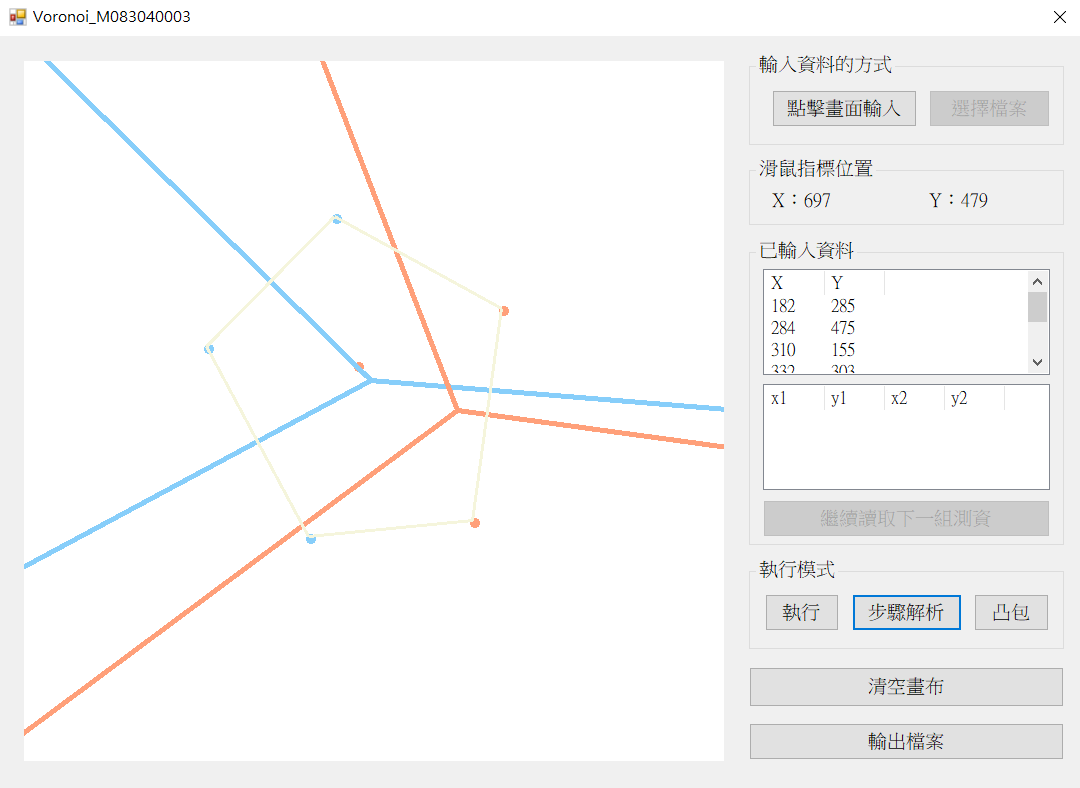 Voronoi_M083040003
輸入資料的方式
點擊畫面輸入 選擇檔案
滑鼠指標位置
X：697 Y：479
已輸入資料
X Y
182 285
284 475
310 155
332 303
x1 y1 x2 y2
繼續讀取下一組測資
執行模式
執行 步驟解析 凸包
清空畫布
輸出檔案